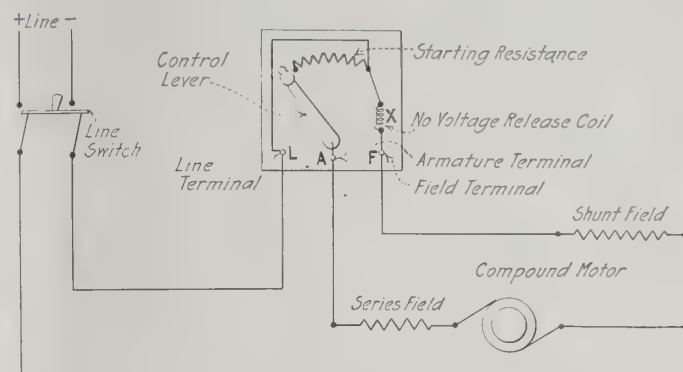 +Line-
Starting Resistance
Control
Lever
X
No Voltage Release Coil
Line
Switch
L
A
F
Armature Terminal
Line
Terminal
Field Terminal
Shunt Field
Compound Motor
Series Field